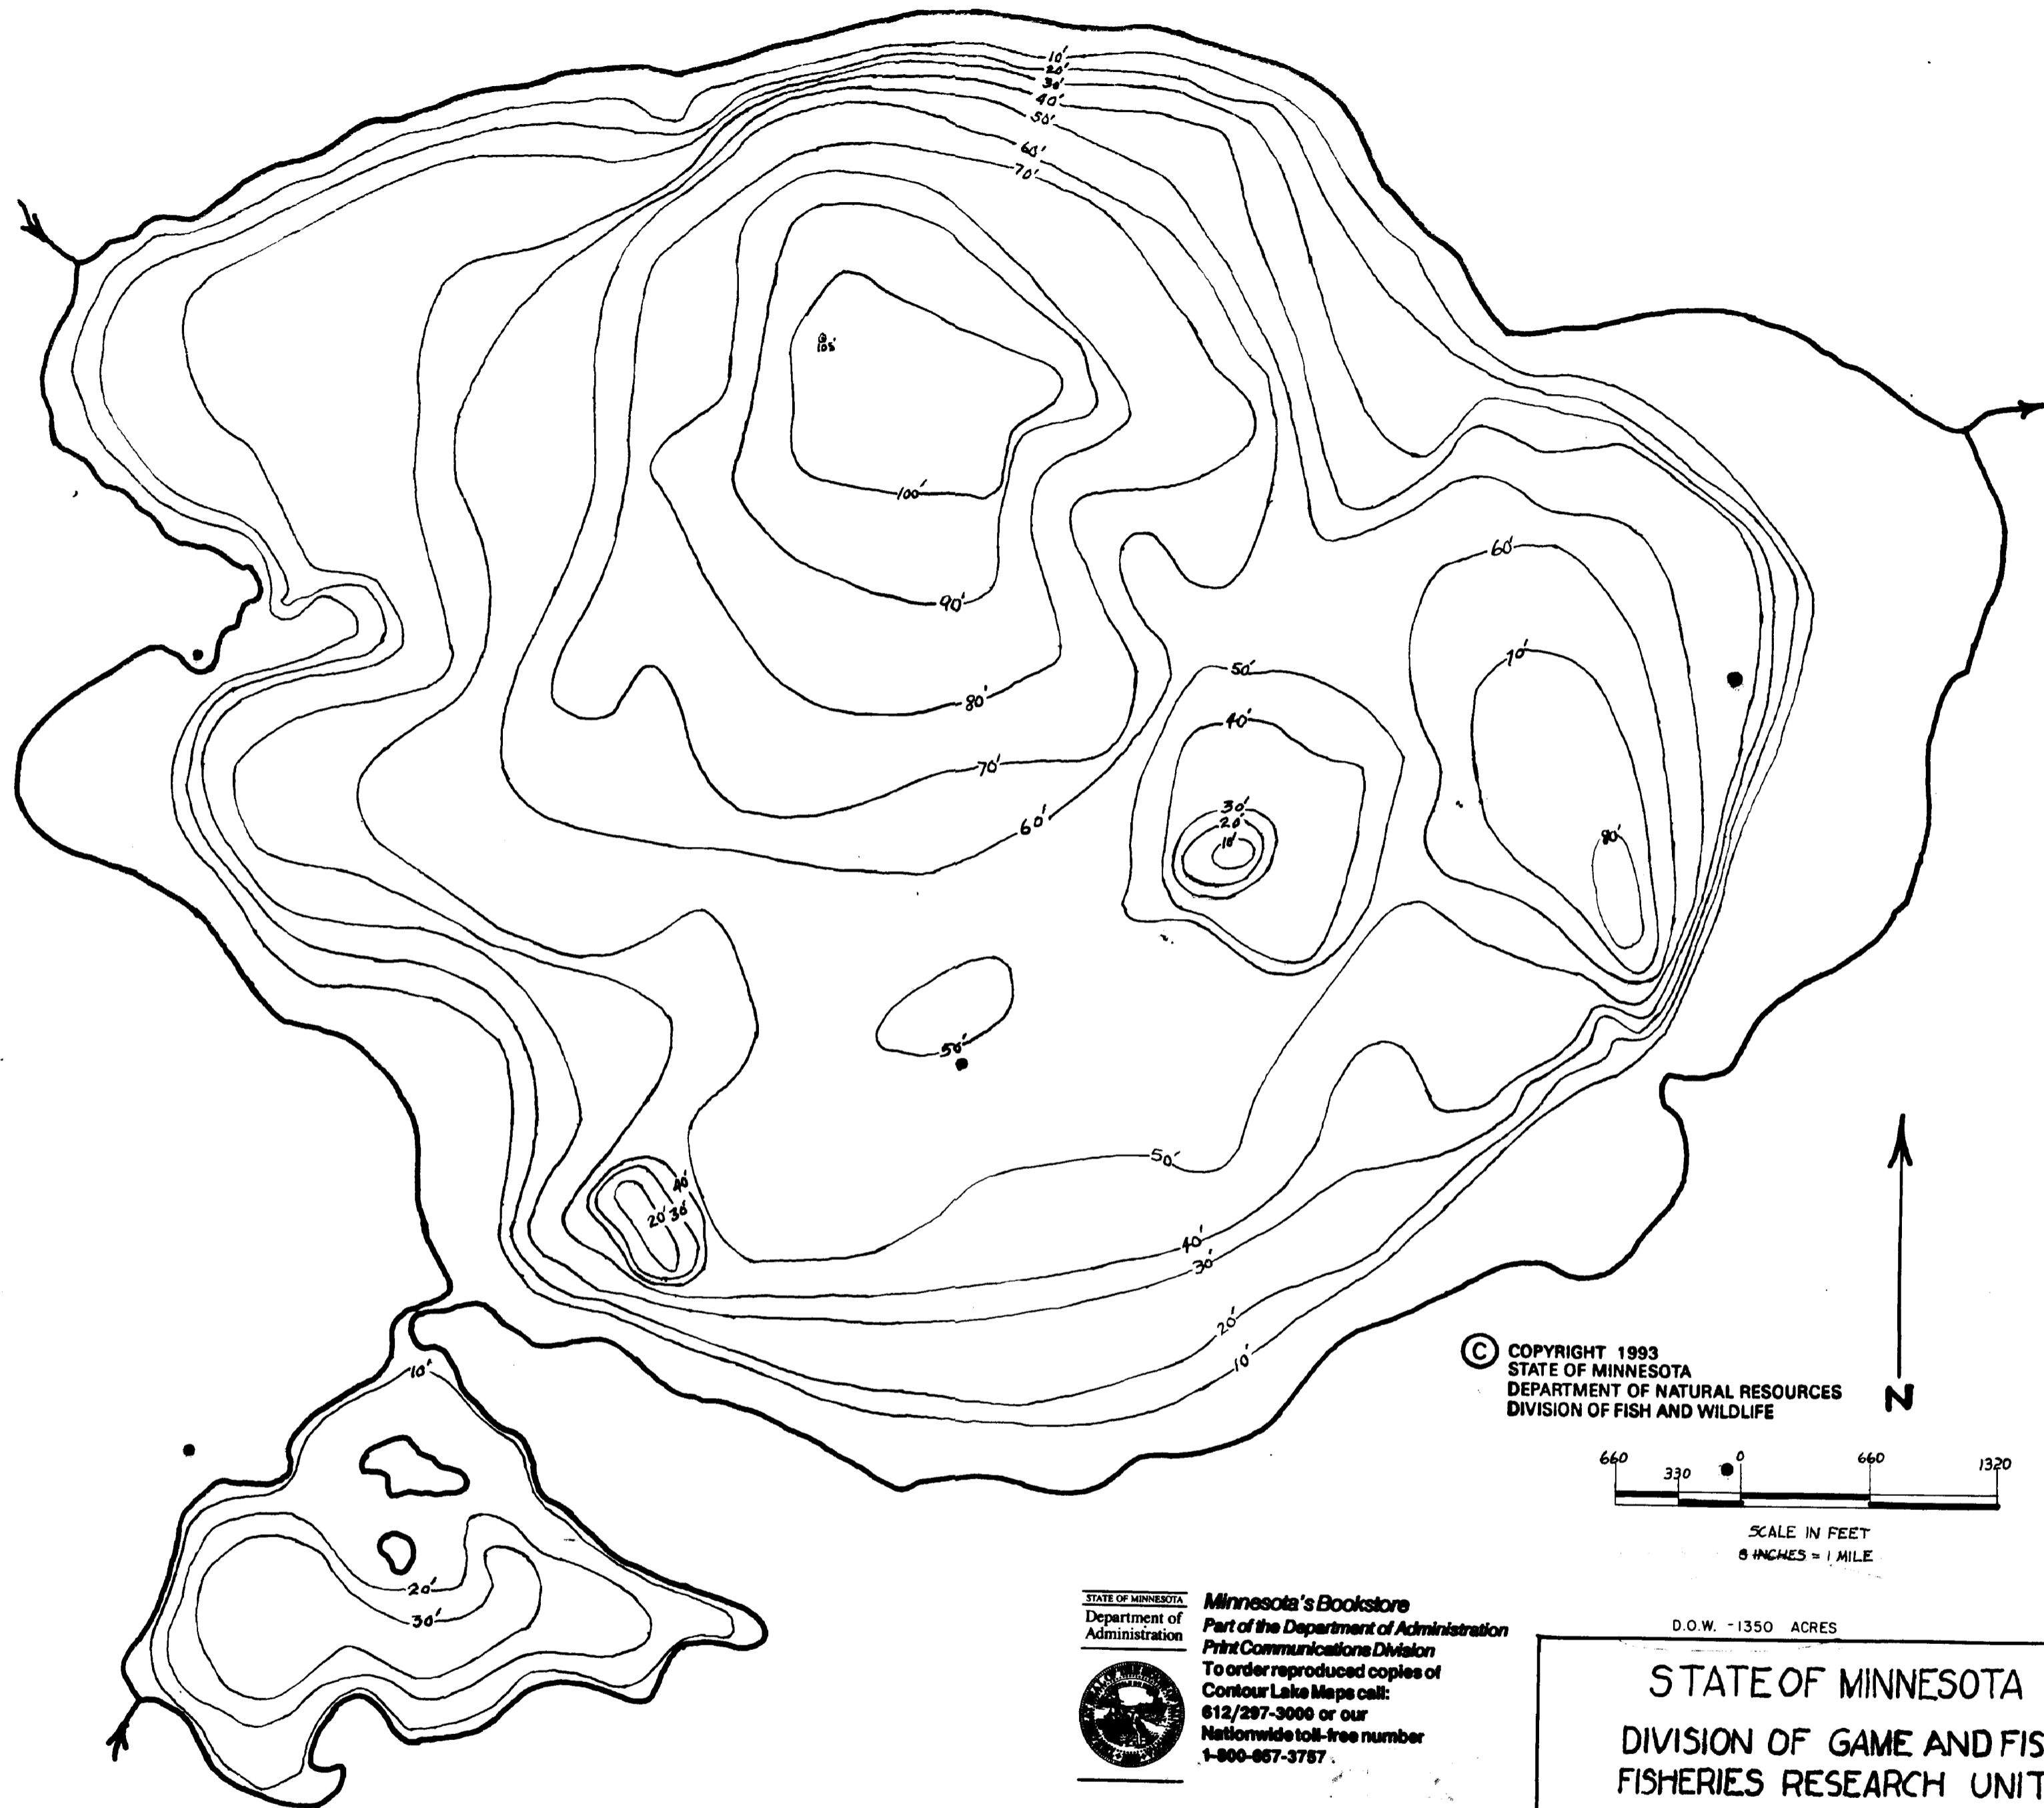 10'
20'
30'
40'
50'
60'
70'
105'
100'
90'
80'
70'
60'
60'
70'
80'
50'
40'
30'
20'
10'
50'
50'
40'
20' 30'
40'
30'
20'
10'
10'
20'
30'
© COPYRIGHT 1993
STATE OF MINNESOTA
DEPARTMENT OF NATURAL RESOURCES
DIVISION OF FISH AND WILDLIFE
N
660 330 0 660 1320
SCALE IN FEET
8 INCHES = 1 MILE
STATE OF MINNESOTA
Department of
Administration
Minnesota's Bookstore
Part of the Department of Administration
Print Communications Division
To order reproduced copies of
Contour Lake Maps call:
612/297-3000 or our
Nationwide toll-free number
1-800-657-3757
D.O.W. - 1350 ACRES
STATE OF MINNESOTA
DIVISION OF GAME AND FIS
FISHERIES RESEARCH UNIT